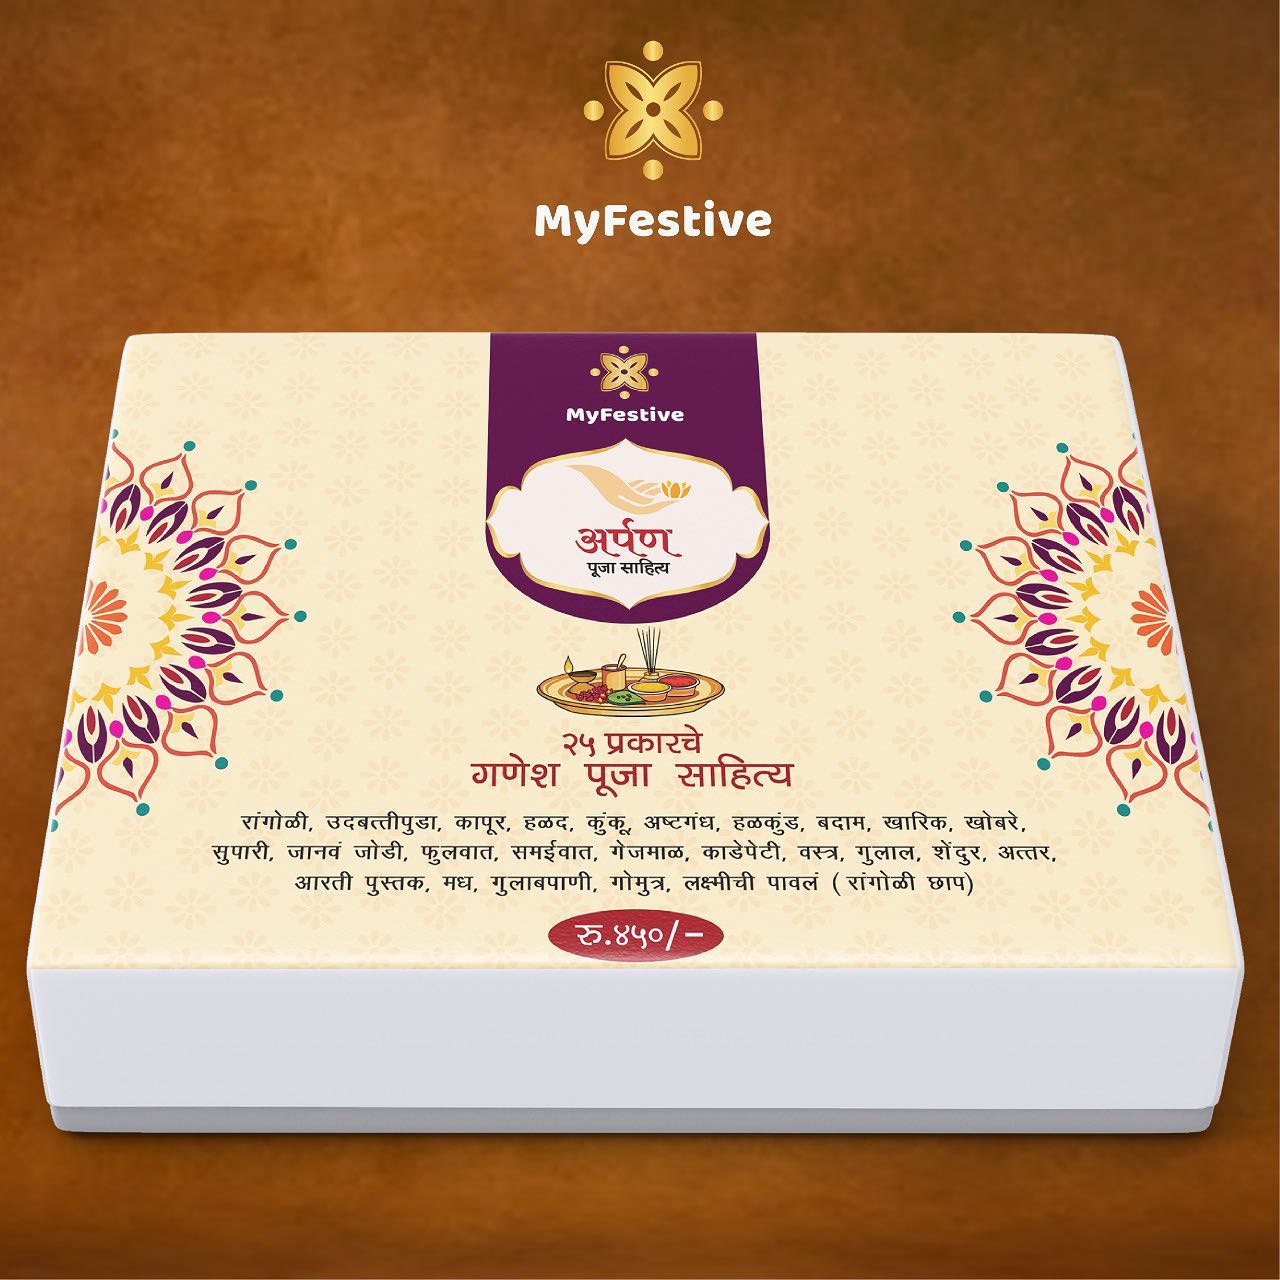 MyFestive
MyFestive
अर्पण
पूजा साहित्य
२५ प्रकारचे
गणेश पूजा साहित्य
रांगोळी, उदबत्तीपुडा, कापूर, हळद, कुंकू, अष्टगंध, हळकुंड, बदाम, खारिक, खोबरे,
सुपारी, जानवं जोडी, फुलवात, समईवात, गेजमाळ, काडेपेटी, वस्त्र, गुलाल, शेंदुर, अत्तर,
आरती पुस्तक, मध, गुलाबपाणी, गोमुत्र, लक्ष्मीची पावलं ( रांगोळी छाप)
रु.४५०/-